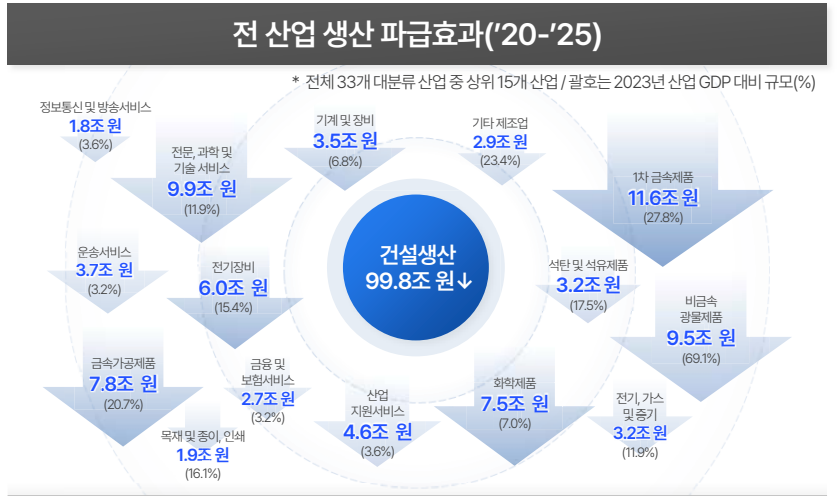 전 산업 생산 파급효과(’20-’25)
* 전체 33개 대분류 산업 중 상위 15개 산업 / 괄호는 2023년 산업 GDP 대비 규모(%)
정보통신 및 방송서비스
1.8조 원
(3.6%)
전문, 과학 및
기술 서비스
9.9조 원
(11.9%)
기계 및 장비
3.5조 원
(6.8%)
기타 제조업
2.9조 원
(23.4%)
1차 금속제품
11.6조 원
(27.8%)
운송서비스
3.7조 원
(3.2%)
전기장비
6.0조 원
(15.4%)
건설생산
99.8조 원↓
석탄 및 석유제품
3.2조 원
(17.5%)
비금속
광물제품
9.5조 원
(69.1%)
금속가공제품
7.8조 원
(20.7%)
금융 및
보험서비스
2.7조 원
(3.2%)
산업
지원서비스
4.6조 원
(3.6%)
화학제품
7.5조 원
(7.0%)
전기, 가스
및 증기
3.2조 원
(11.9%)
목재 및 종이, 인쇄
1.9조 원
(16.1%)